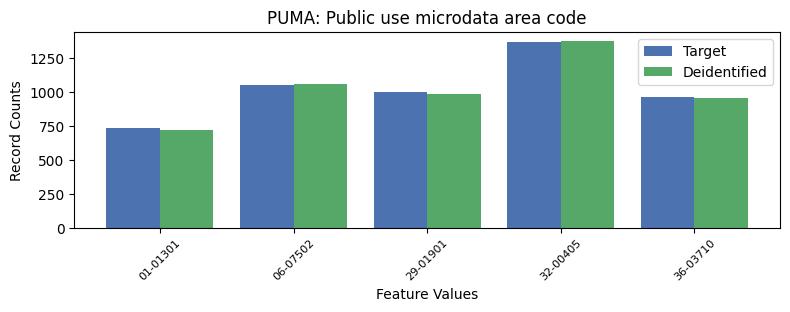 PUMA: Public use microdata area code
Target
Deidentified
Record Counts
1250
1000
750
500
250
0
01-01301
06-07502
29-01901
32-00405
36-03710
Feature Values